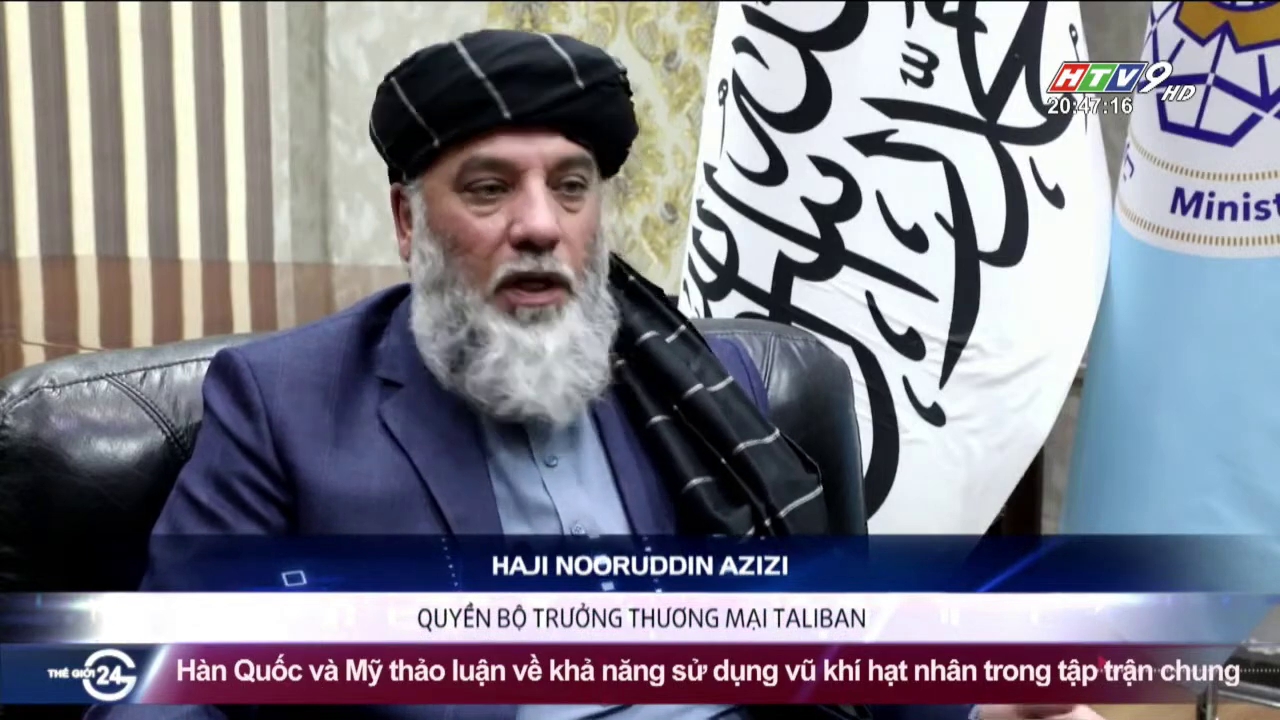 HTV9 HD
20:47:16
Minist
HAJI NOORUDDIN AZIZI
QUYỀN BỘ TRƯỞNG THƯƠNG MẠI TALIBAN
THẾ GIỚI 24G
Hàn Quốc và Mỹ thảo luận về khả năng sử dụng vũ khí hạt nhân trong tập trận chung